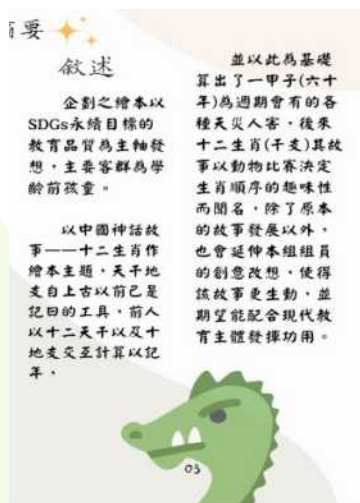 要
敘述
企劃之繪本以
SDGs永續目標的
教育品質為主軸發
想,主要客群為學
齡前孩童。
以中國神話故
事——十二生肖作
繪本主題,天干地
支自上古以前已是
記日的工具,前人
以十二天干以及十
地支交互計算以記
年,
並以此為基礎
算出了一甲子(六十
年)為週期會有的各
種天災人害,後來
十二生肖(干支)其故
事以動物比賽決定
生肖順序的趣味性
而聞名,除了原本
的故事發展以外,
也會延伸本組組員
的創意改想,使得
該故事更生動,並
期望能配合現代教
育主體發揮功用。
03